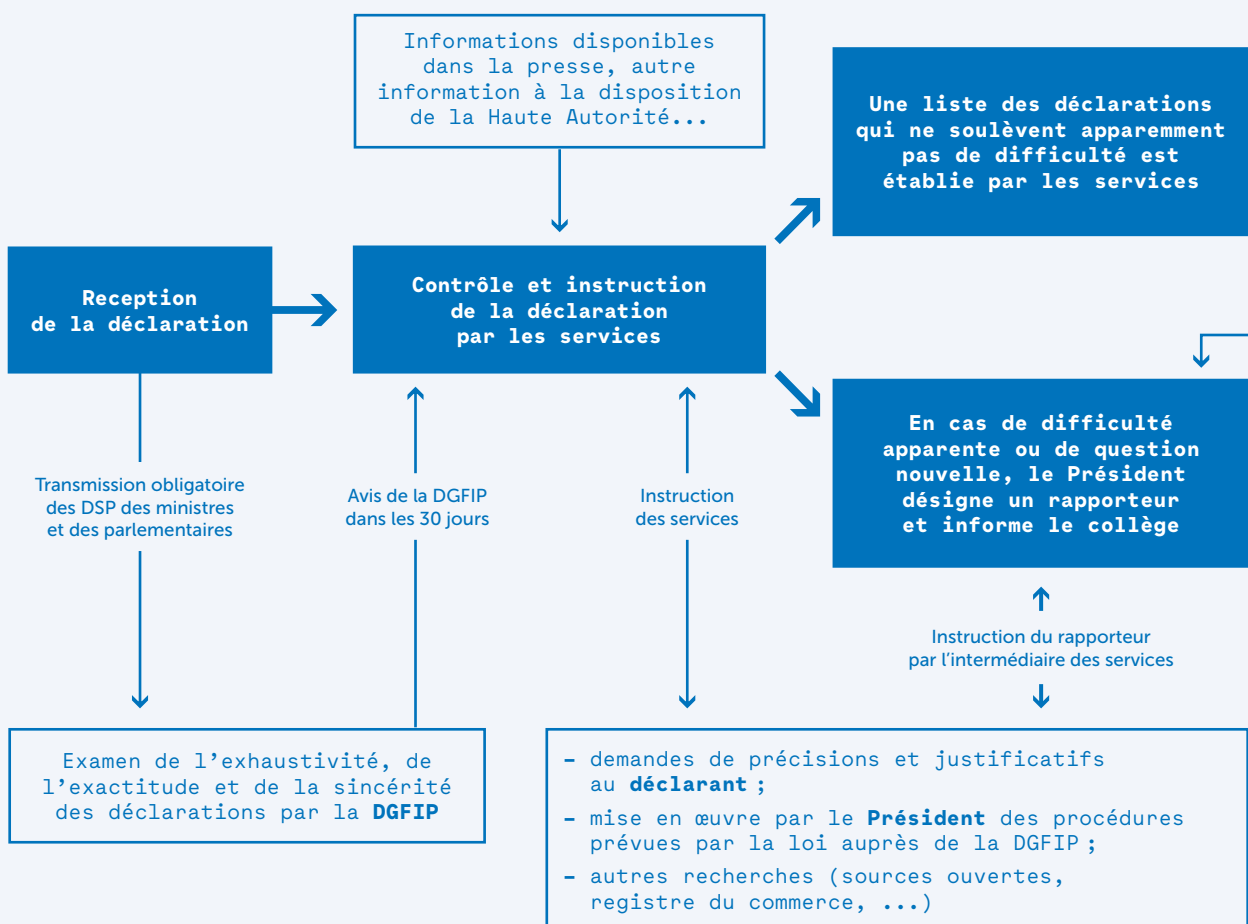 Informations disponibles
dans la presse, autre
information à la disposition
de la Haute Autorité...
Une liste des déclarations
qui ne soulèvent apparemment
pas de difficulté est
établie par les services
Reception
de la déclaration
Contrôle et instruction
de la déclaration
par les services
En cas de difficulté
apparente ou de question
nouvelle, le Président
désigne un rapporteur
et informe le collège
Transmission obligatoire
des DSP des ministres
et des parlementaires
Avis de la DGFIP
dans les 30 jours
Instruction
des services
Instruction du rapporteur
par l'intermédiaire des services
Examen de l'exhaustivité, de
l'exactitude et de la sincérité
des déclarations par la DGFIP
– demandes de précisions et justificatifs
au déclarant ;
– mise en œuvre par le Président des procédures
prévues par la loi auprès de la DGFIP ;
– autres recherches (sources ouvertes,
registre du commerce, ...)